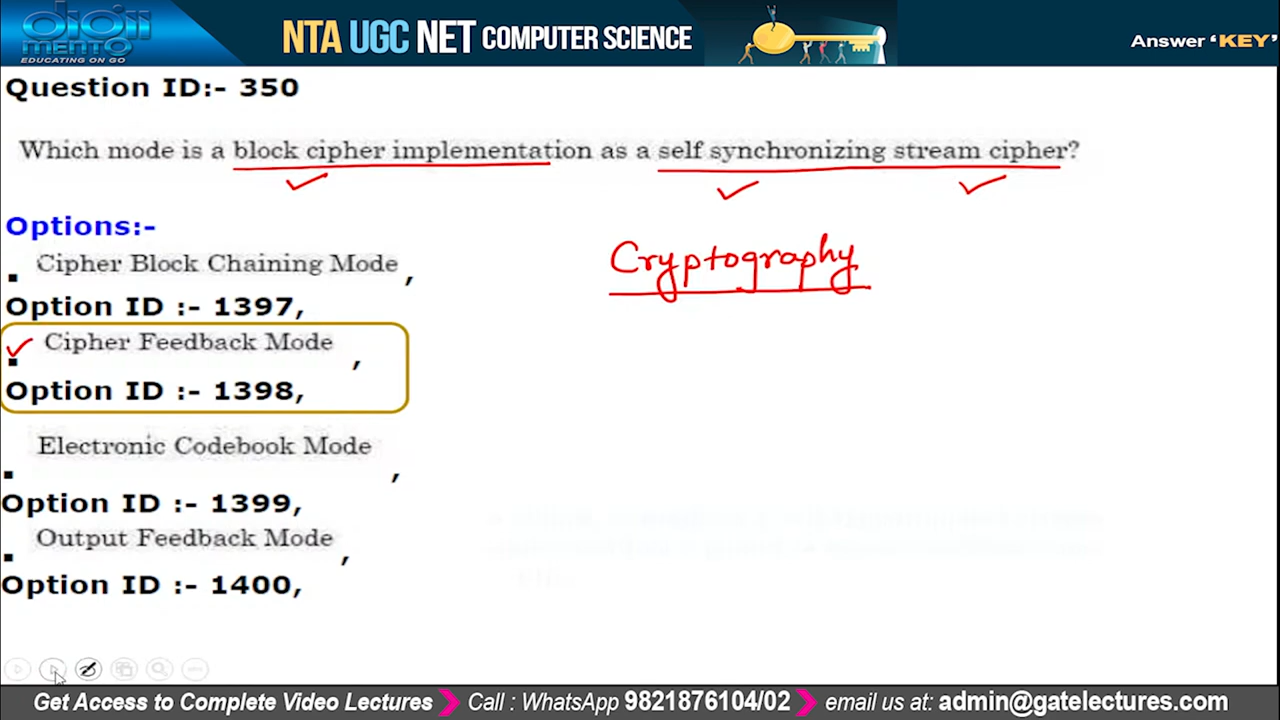 didii
MENTO
EDUCATING ON GO
NTA UGC NET COMPUTER SCIENCE
Answer ‘KEY’
Question ID:- 350
Which mode is a block cipher implementation as a self synchronizing stream cipher?
Options:-
Cipher Block Chaining Mode ,
Option ID :- 1397,
Cipher Feedback Mode ,
Option ID :- 1398,
Electronic Codebook Mode ,
Option ID :- 1399,
Output Feedback Mode ,
Option ID :- 1400,
Cryptography
Get Access to Complete Video Lectures Call : WhatsApp 9821876104/02 email us at: admin@gatelectures.com